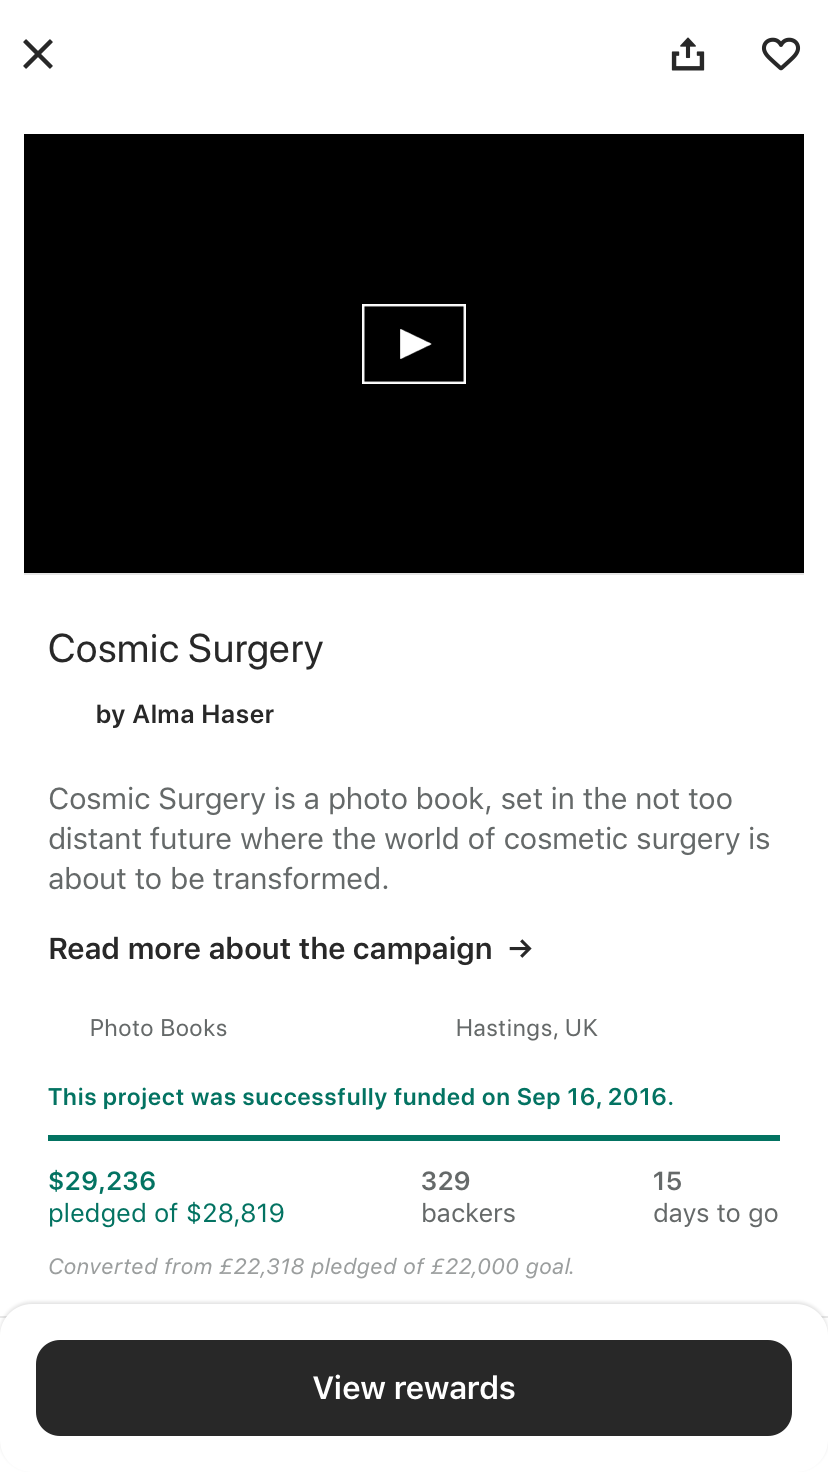 Cosmic Surgery
by Alma Haser
Cosmic Surgery is a photo book, set in the not too
distant future where the world of cosmetic surgery is
about to be transformed.
Read more about the campaign →
Photo Books
Hastings, UK
This project was successfully funded on Sep 16, 2016.
$29,236
pledged of $28,819
329
backers
15
days to go
Converted from £22,318 pledged of £22,000 goal.
View rewards